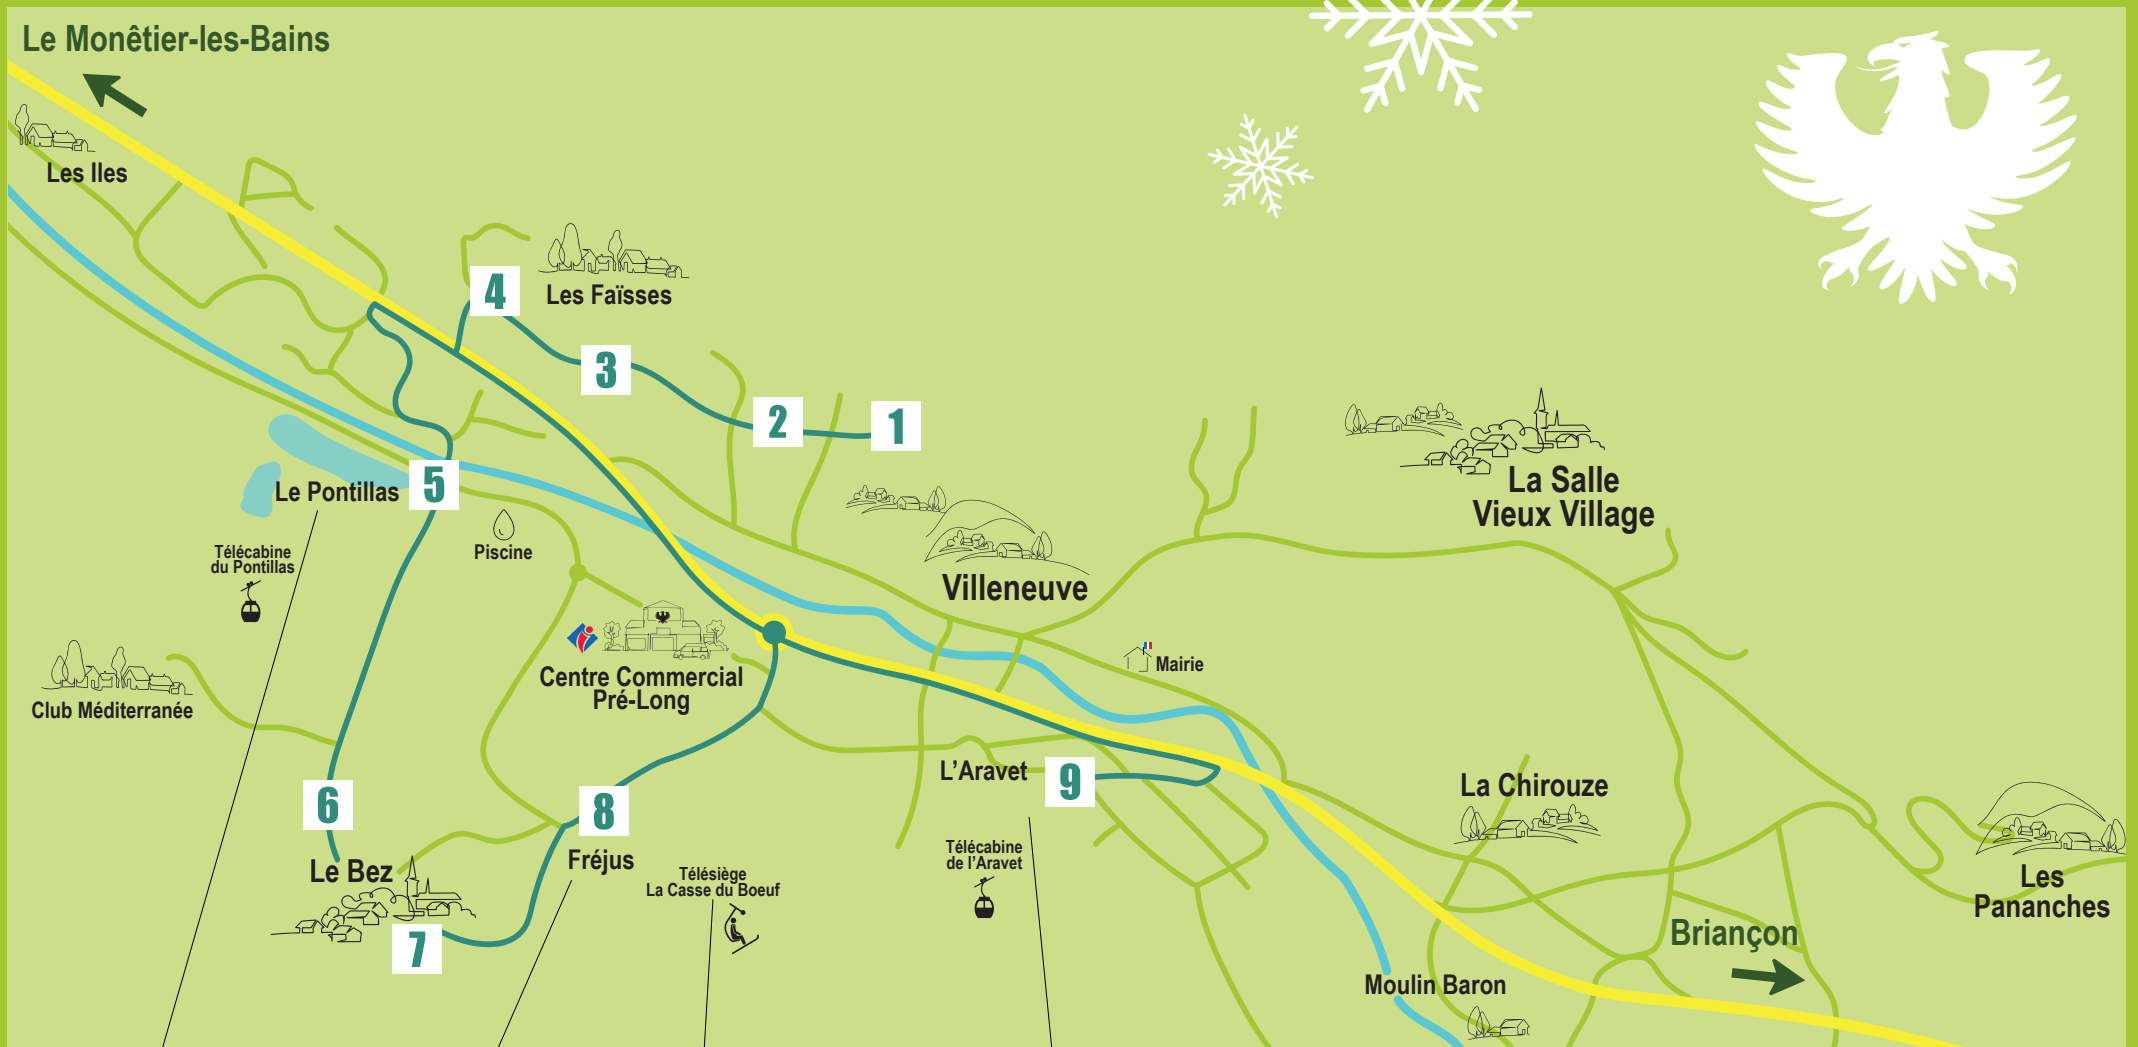 Le Monêtier-les-Bains
Les Iles
4
Les Faïsses
3
2
1
La Salle
Vieux Village
Le Pontillas
5
Piscine
Télécabine
du Pontillas
Villeneuve
Mairie
Centre Commercial
Pré-Long
Club Méditerranée
L'Aravet
9
La Chirouze
6
8
Le Bez
Fréjus
Télésiège
La Casse du Boeuf
Télécabine
de l'Aravet
Les
Pananches
7
Briançon
Moulin Baron